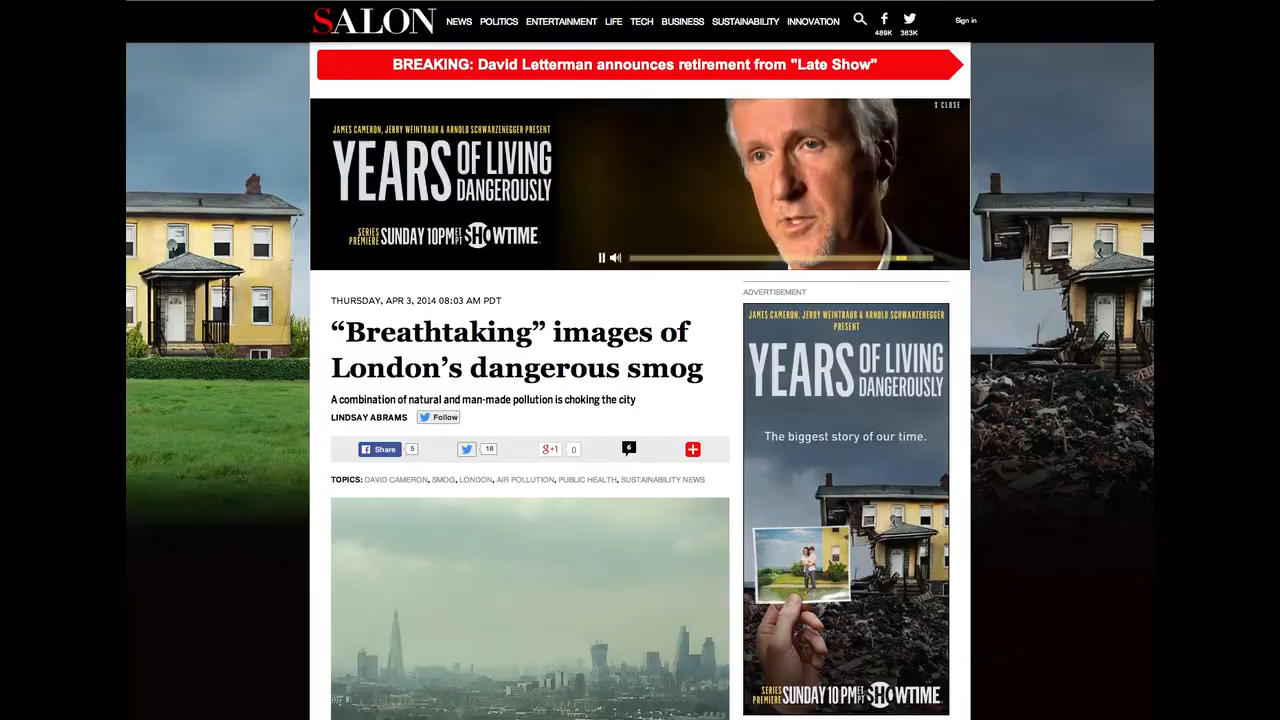 SALON
NEWS POLITICS ENTERTAINMENT LIFE TECH BUSINESS SUSTAINABILITY INNOVATION
489K 363K
Sign in
BREAKING: David Letterman announces retirement from "Late Show"
X CLOSE
JAMES CAMERON, JERRY WEINTRAUB & ARNOLD SCHWARZENEGGER PRESENT
YEARS OF LIVING
DANGEROUSLY
SERIES PREMIERE SUNDAY 10PM ET PT SHOWTIME.
THURSDAY, APR 3, 2014 08:03 AM PDT
“Breathtaking” images of
London’s dangerous smog
A combination of natural and man-made pollution is choking the city
LINDSAY ABRAMS Follow
Share 5 18 g+1 0 6
TOPICS: DAVID CAMERON, SMOG, LONDON, AIR POLLUTION, PUBLIC HEALTH, SUSTAINABILITY NEWS
ADVERTISEMENT
JAMES CAMERON, JERRY WEINTRAUB & ARNOLD SCHWARZENEGGER
PRESENT
YEARS OF LIVING
DANGEROUSLY
The biggest story of our time.
SERIES PREMIERE SUNDAY 10 PM ET PT SHOWTIME.